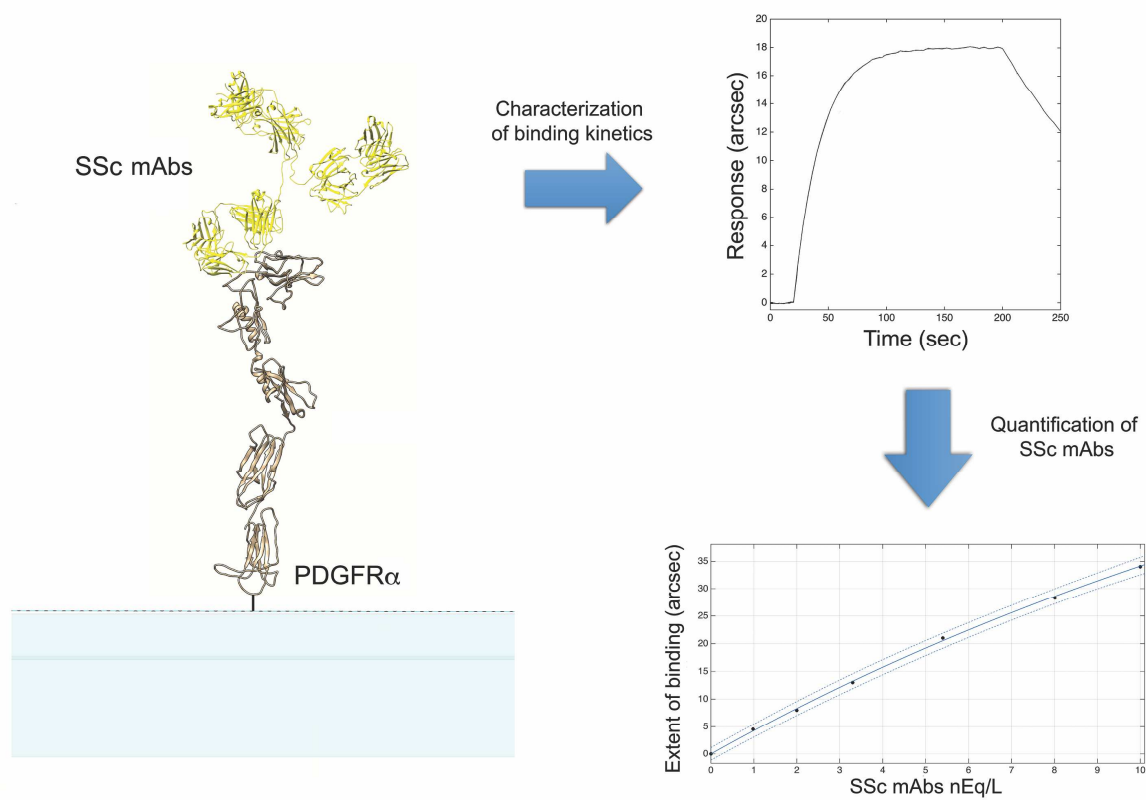 SSc mAbs
PDGFRα
Characterization
of binding kinetics
Response (arcsec)
20
18
16
14
12
10
8
6
4
2
0
0 50 100 150 200 250
Time (sec)
Quantification of
SSc mAbs
Extent of binding (arcsec)
35
30
25
20
15
10
5
0
0 1 2 3 4 5 6 7 8 9 10
SSc mAbs nEq/L